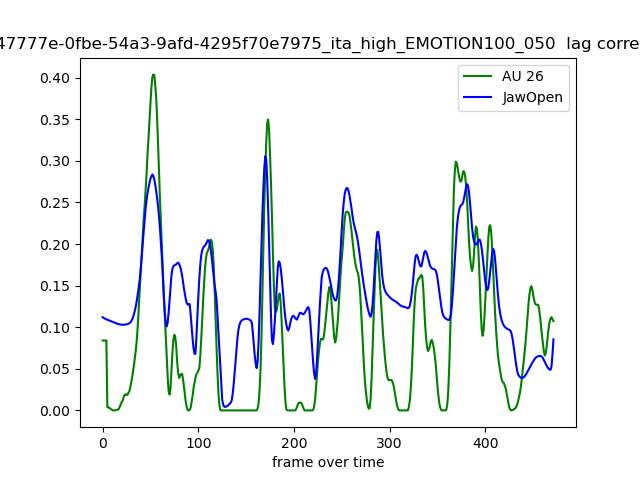 47777e-0fbe-54a3-9afd-4295f70e7975_ita_high_EMOTION100_050 lag corre
AU 26
JawOpen
0.40
0.35
0.30
0.25
0.20
0.15
0.10
0.05
0.00
0 100 200 300 400
frame over time